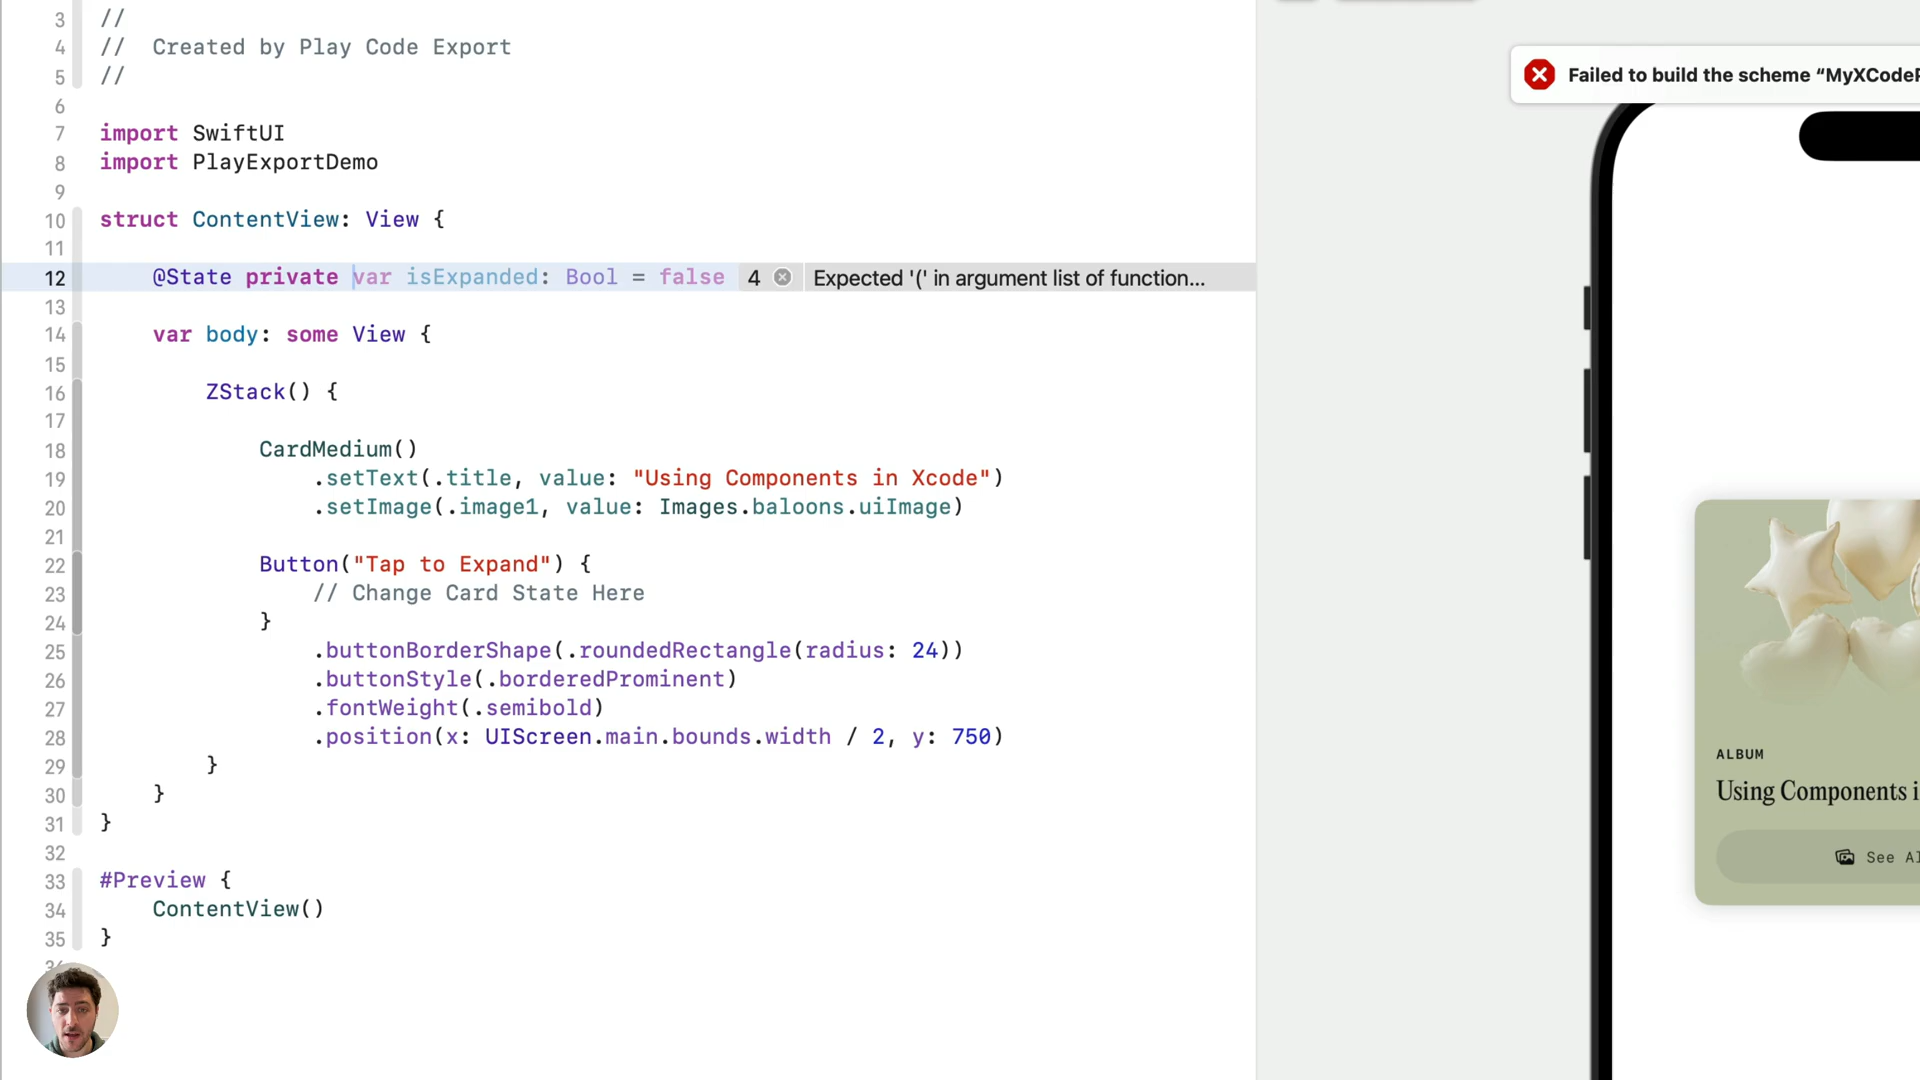 3 //
4 //  Created by Play Code Export
5 //
6
7 import SwiftUI
8 import PlayExportDemo
9
10 struct ContentView: View {
11
12     @State private var isExpanded: Bool = false 4 Expected '(' in argument list of function...
13
14     var body: some View {
15
16         ZStack() {
17
18             CardMedium()
19                 .setText(.title, value: "Using Components in Xcode")
20                 .setImage(.image1, value: Images.baloons.uiImage)
21
22             Button("Tap to Expand") {
23                 // Change Card State Here
24             }
25                 .buttonBorderShape(.roundedRectangle(radius: 24))
26                 .buttonStyle(.borderedProminent)
27                 .fontWeight(.semibold)
28                 .position(x: UIScreen.main.bounds.width / 2, y: 750)
29         }
30     }
31 }
32
33 #Preview {
34     ContentView()
35 }
Failed to build the scheme “MyXCode
ALBUM
Using Components
See